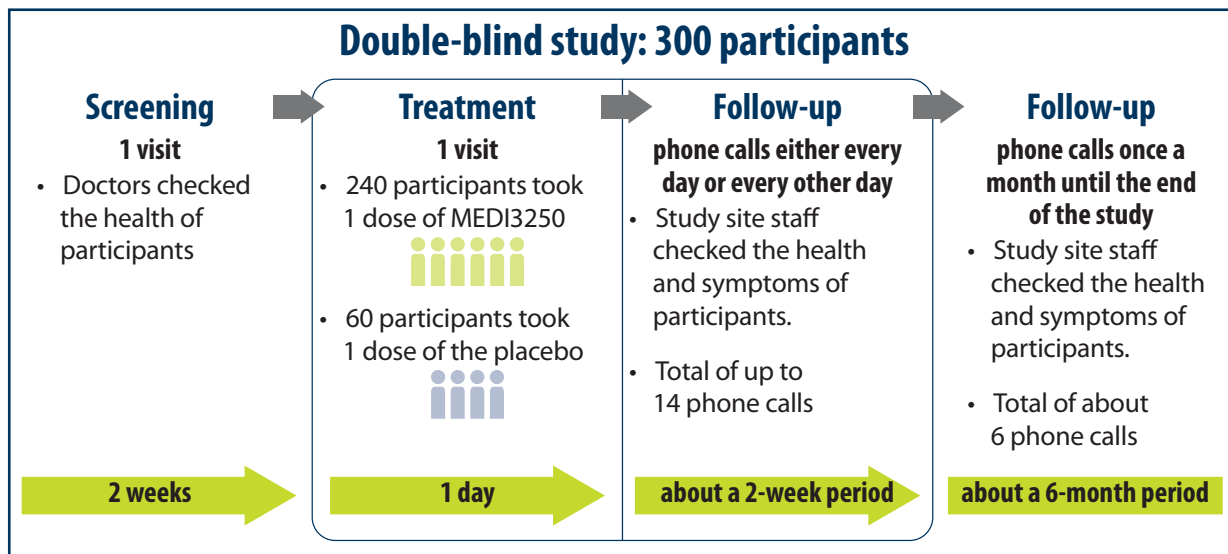 Double-blind study: 300 participants
Screening
1 visit
• Doctors checked
the health of
participants
2 weeks
Treatment
1 visit
• 240 participants took
1 dose of MEDI3250
• 60 participants took
1 dose of the placebo
1 day
Follow-up
phone calls either every
day or every other day
• Study site staff
checked the health
and symptoms of
participants.
• Total of up to
14 phone calls
about a 2-week period
Follow-up
phone calls once a
month until the end
of the study
• Study site staff
checked the health
and symptoms of
participants.
• Total of about
6 phone calls
about a 6-month period